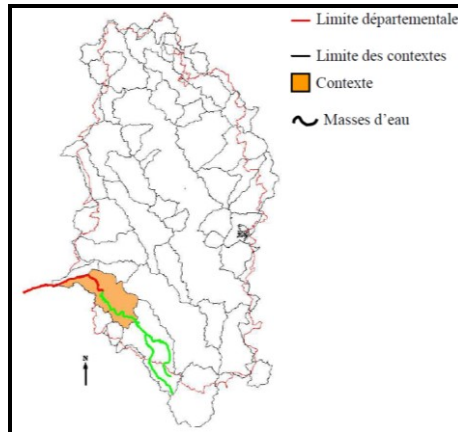 Limite départementale
Limite des contextes
Contexte
Masses d'eau
N